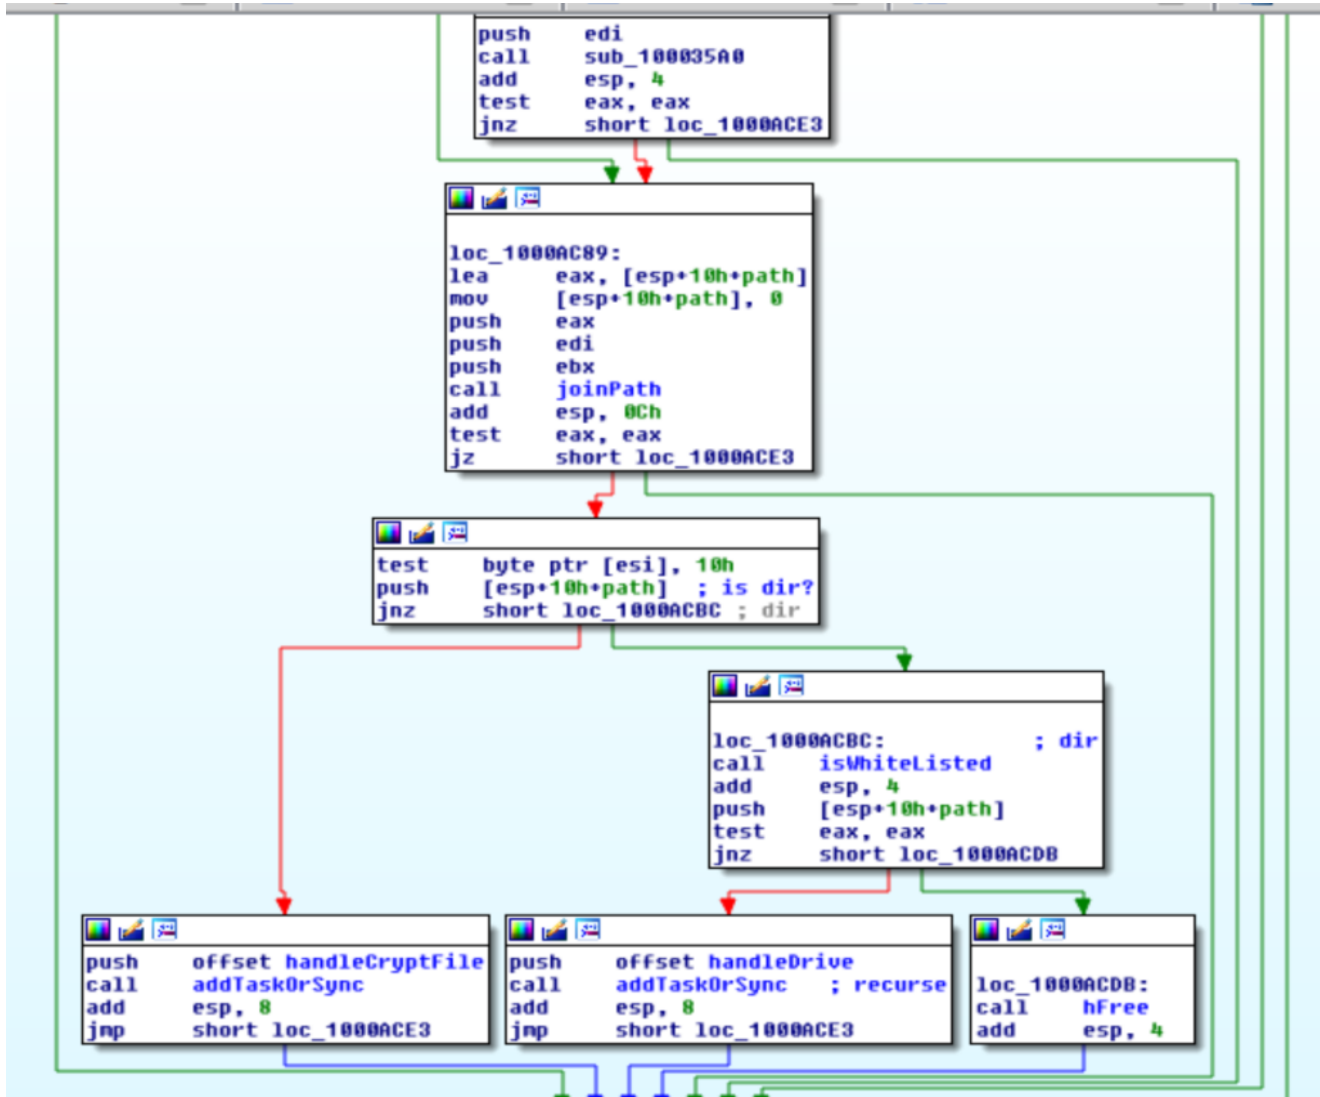 push edi
call sub_100035A0
add esp, 4
test eax, eax
jnz short loc_1000ACE3
loc_1000AC89:
lea eax, [esp+10h+path]
mov [esp+10h+path], 0
push eax
push edi
push ebx
call joinPath
add esp, 0Ch
test eax, eax
jz short loc_1000ACE3
test byte ptr [esi], 10h
push [esp+10h+path] ; is dir?
jnz short loc_1000ACBC ; dir
loc_1000ACBC: ; dir
call isWhiteListed
add esp, 4
push [esp+10h+path]
test eax, eax
jnz short loc_1000ACDB
push offset handleCryptFile
call addTaskOrSync
add esp, 8
jmp short loc_1000ACE3
push offset handleDrive
call addTaskOrSync ; recurse
add esp, 8
jmp short loc_1000ACE3
loc_1000ACDB:
call hFree
add esp, 4